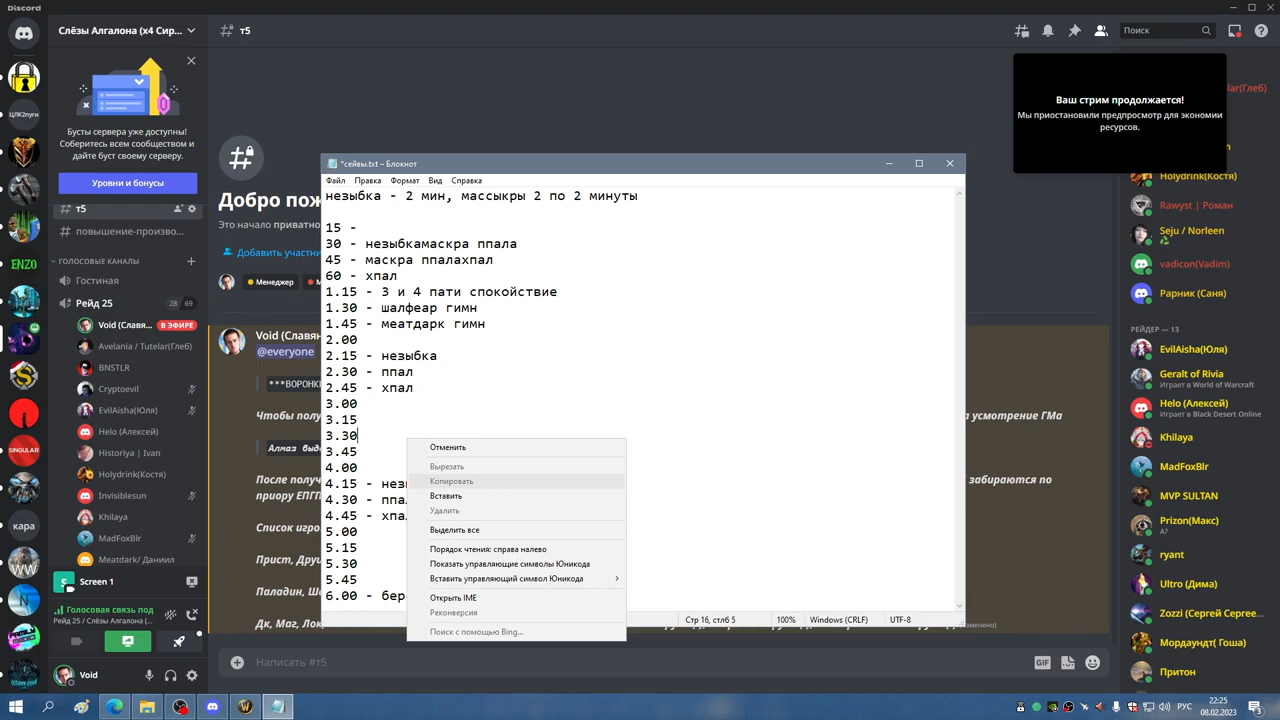 Discord
Слёзы Алгалона (x4 Сир...
т5
Поиск
Бусты сервера уже доступны!
Соберитесь всем сообществом и
дайте буст своему серверу.
Уровни и бонусы
т5
повышение-произво...
ГОЛОСОВЫЕ КАНАЛЫ
Гостиная
Рейд 25
28 69
Void (Славя...
В ЭФИРЕ
Avelania / Tutelar(Глеб)
BNSTLR
Cryptoevil
EvilAisha(Юля)
Helo (Алексей)
Historiya | Ivan
Holydrink(Костя)
Invisiblesun
Khilaya
MadFoxBlr
Meatdark/ Даниил
Screen 1
Голосовая связь под
Рейд 25 / Слёзы Алгалона (...
Void
ЦЛК2пуги
ENZO
SINGULAR
кара
Добро пож
Это начало приватно
Добавить участни
Менеджер
Void (Славян
@everyone
***ВОРОНКИ
Чтобы полу
а усмотрение ГМа
Алмаз выда
После получ
забираются по
приору ЕПГП
Список игро
Прист, Друи
Паладин, Ша
Дк, Маг, Лок
Написать #т5
GIF
*сейвы.txt – Блокнот
Файл Правка Формат Вид Справка
незыбка - 2 мин, массыкры 2 по 2 минуты
15 -
30 - незыбкамаскра ппала
45 - маскра ппалахпал
60 - хпал
1.15 - 3 и 4 пати спокойствие
1.30 - шалфеар гимн
1.45 - меатдарк гимн
2.00
2.15 - незыбка
2.30 - ппал
2.45 - хпал
3.00
3.15
3.30
3.45
4.00
4.15 - нез
4.30 - ппа
4.45 - хпа
5.00
5.15
5.30
5.45
6.00 - бер
Отменить
Вырезать
Копировать
Вставить
Удалить
Выделить все
Порядок чтения: справа налево
Показать управляющие символы Юникода
Вставить управляющий символ Юникода
Открыть IME
Реконверсия
Поиск с помощью Bing...
Стр 16, стлб 5
100%
Windows (CRLF)
UTF-8
Ваш стрим продолжается!
Мы приостановили предпросмотр для экономии
ресурсов.
Holydrink(Костя)
Rawyst | Роман
Seju / Norleen
vadicon(Vadim)
Рарник (Саня)
РЕЙДЕР — 13
EvilAisha(Юля)
Geralt of Rivia
Играет в World of Warcraft
Helo (Алексей)
Играет в Black Desert Online
Khilaya
MadFoxBlr
MVP SULTAN
Prizon(Макс)
А?
ryant
Ultro (Дима)
Zozzi (Сергей Сергее...
Мордаундт( Гоша)
Притон
РУС
22:25
08.02.2023